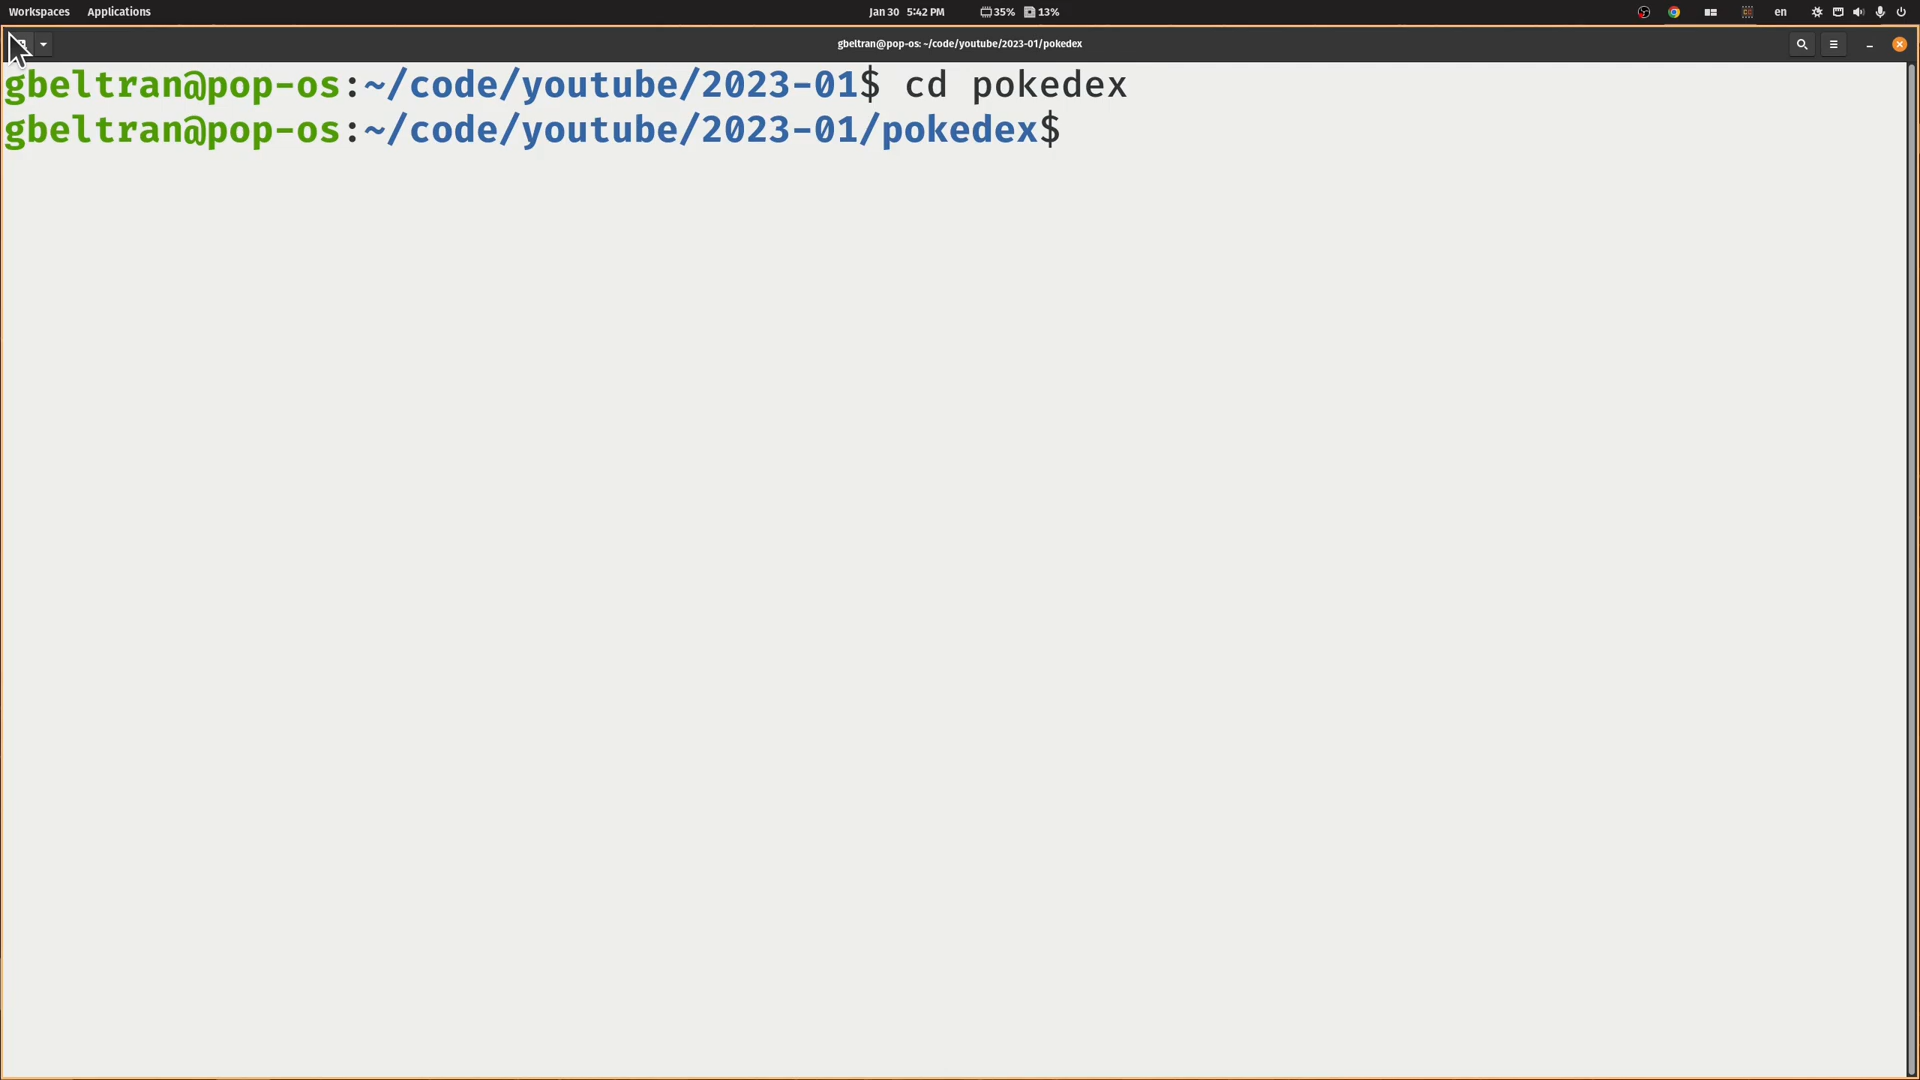 Workspaces Applications Jan 30 5:42 PM 35% 13% en
gbeltran@pop-os: ~/code/youtube/2023-01/pokedex
gbeltran@pop-os:~/code/youtube/2023-01$ cd pokedex
gbeltran@pop-os:~/code/youtube/2023-01/pokedex$